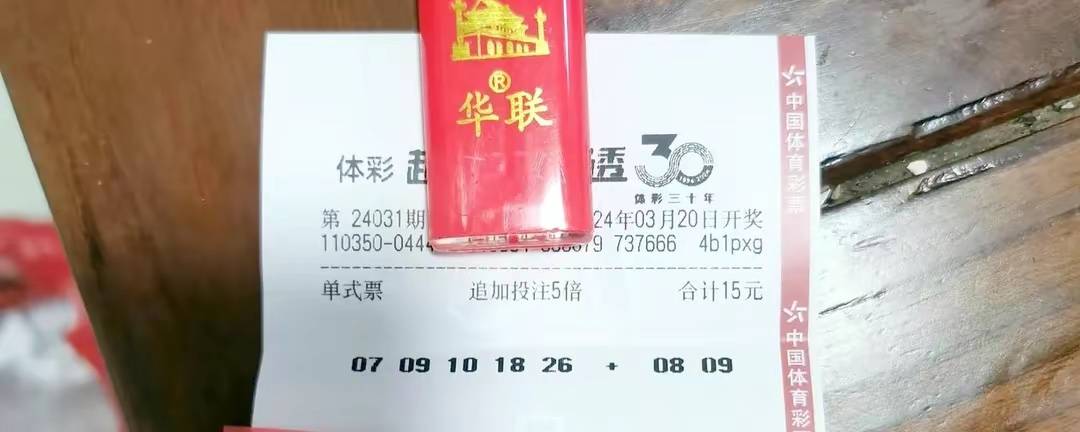 ® 
华联
体彩 超 透 30
体彩三十年
第 24031期 24年03月20日开奖
110350-0444 737666 4b1pxg
单式票 追加投注5倍 合计15元
07 09 10 18 26 + 08 09
中国体育彩票
中国体育彩